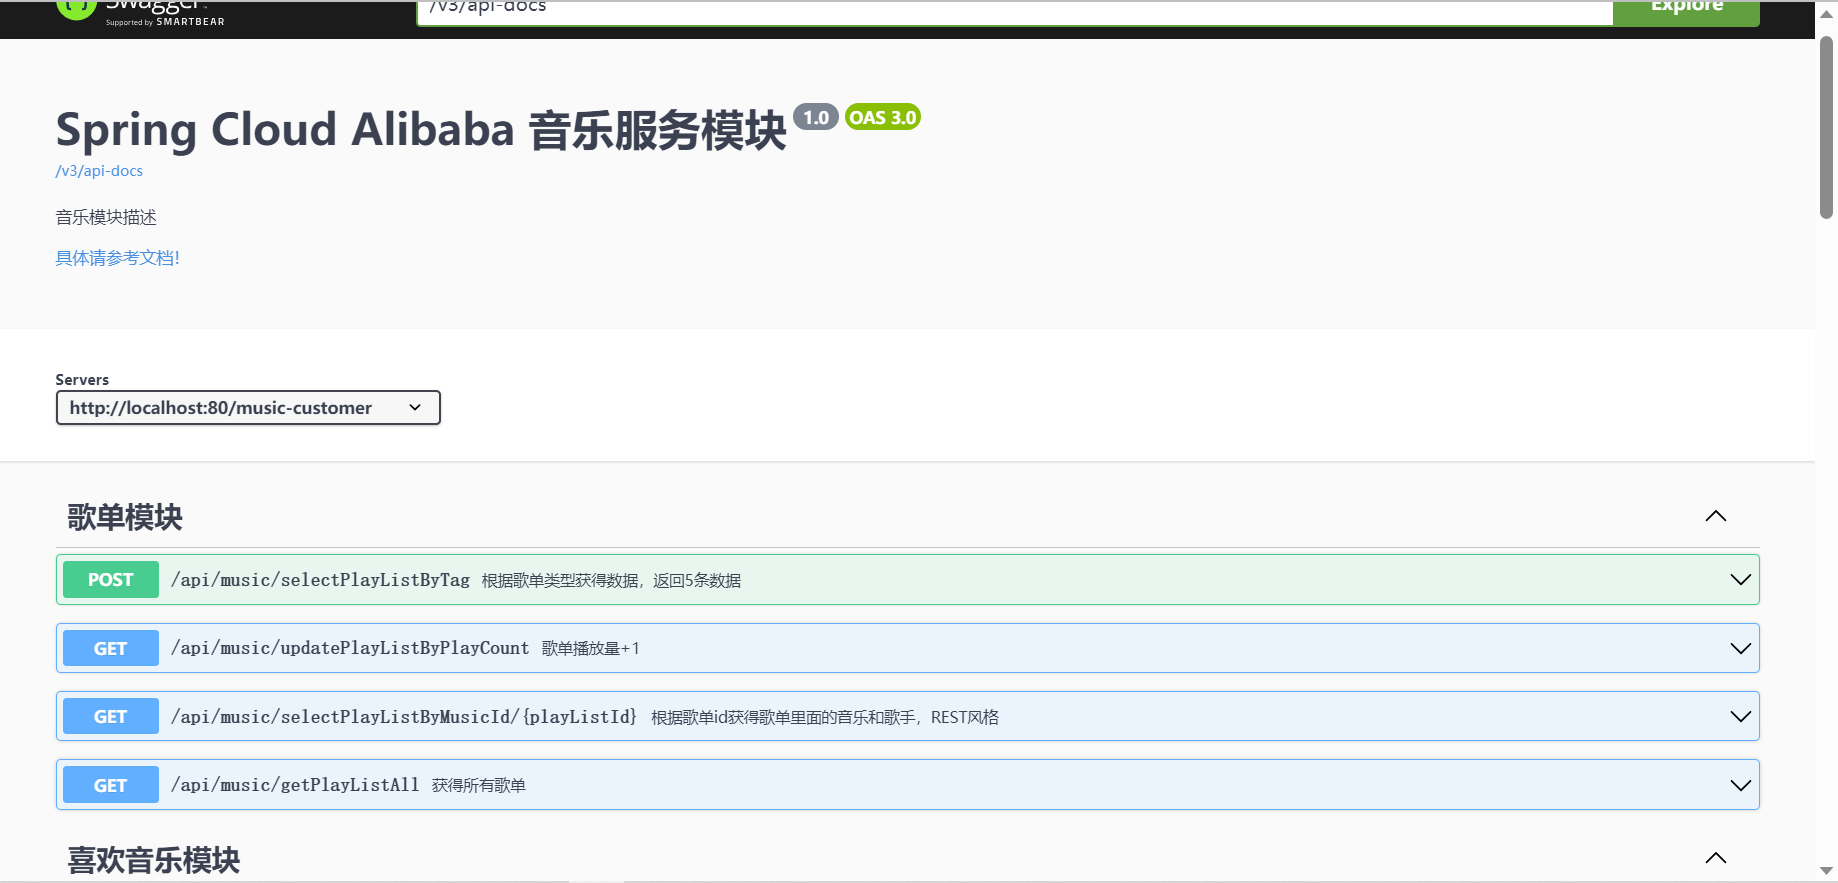 Swagger
Supported by SMARTBEAR
/v3/api-docs
Explore
Spring Cloud Alibaba 音乐服务模块 1.0 OAS 3.0
/v3/api-docs
音乐模块描述
具体请参考文档!
Servers
http://localhost:80/music-customer
歌单模块
POST /api/music/selectPlayListByTag 根据歌单类型获得数据，返回5条数据
GET /api/music/updatePlayListByPlayCount 歌单播放量+1
GET /api/music/selectPlayListByMusicId/{playListId} 根据歌单id获得歌单里面的音乐和歌手，REST风格
GET /api/music/getPlayListAll 获得所有歌单
喜欢音乐模块